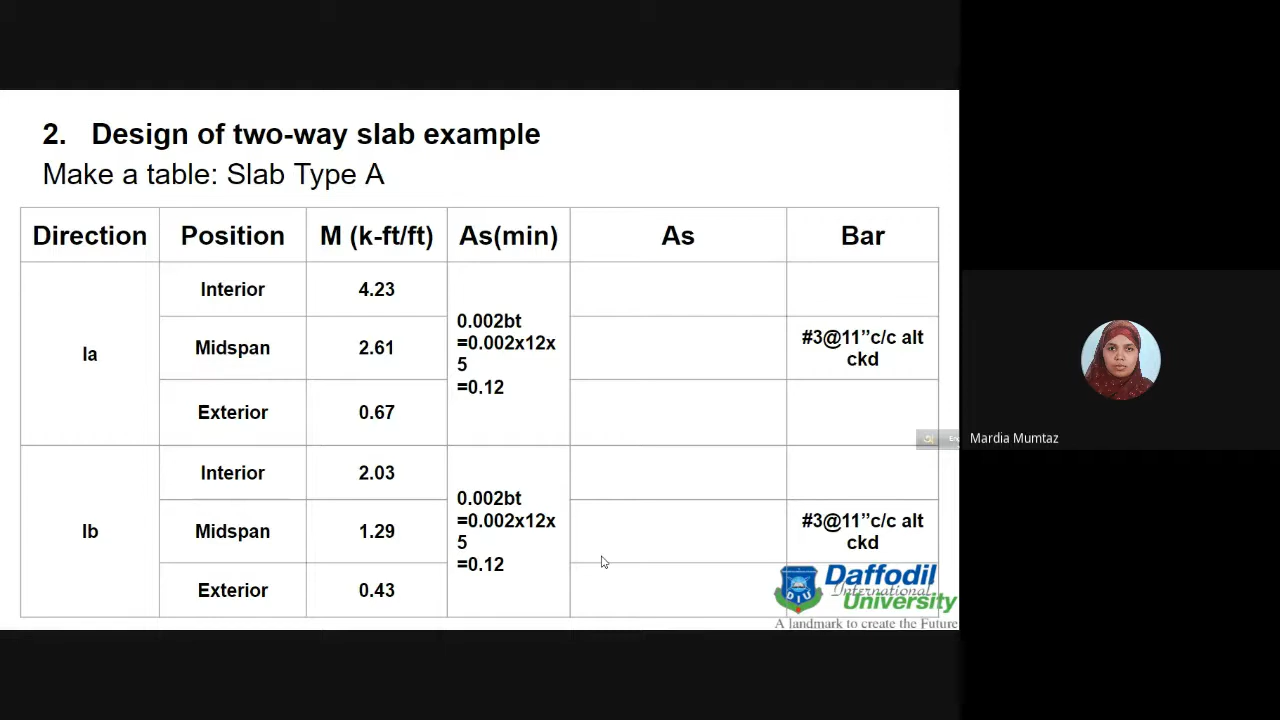 2. Design of two-way slab example
Make a table: Slab Type A
Direction Position M (k-ft/ft) As(min) As Bar
la
Interior 4.23
Midspan 2.61
Exterior 0.67
0.002bt
=0.002x12x
5
=0.12
#3@11”c/c alt
ckd
lb
Interior 2.03
Midspan 1.29
Exterior 0.43
0.002bt
=0.002x12x
5
=0.12
#3@11”c/c alt
ckd
DIU
Daffodil
International
University
A landmark to create the Future
Mardia Mumtaz